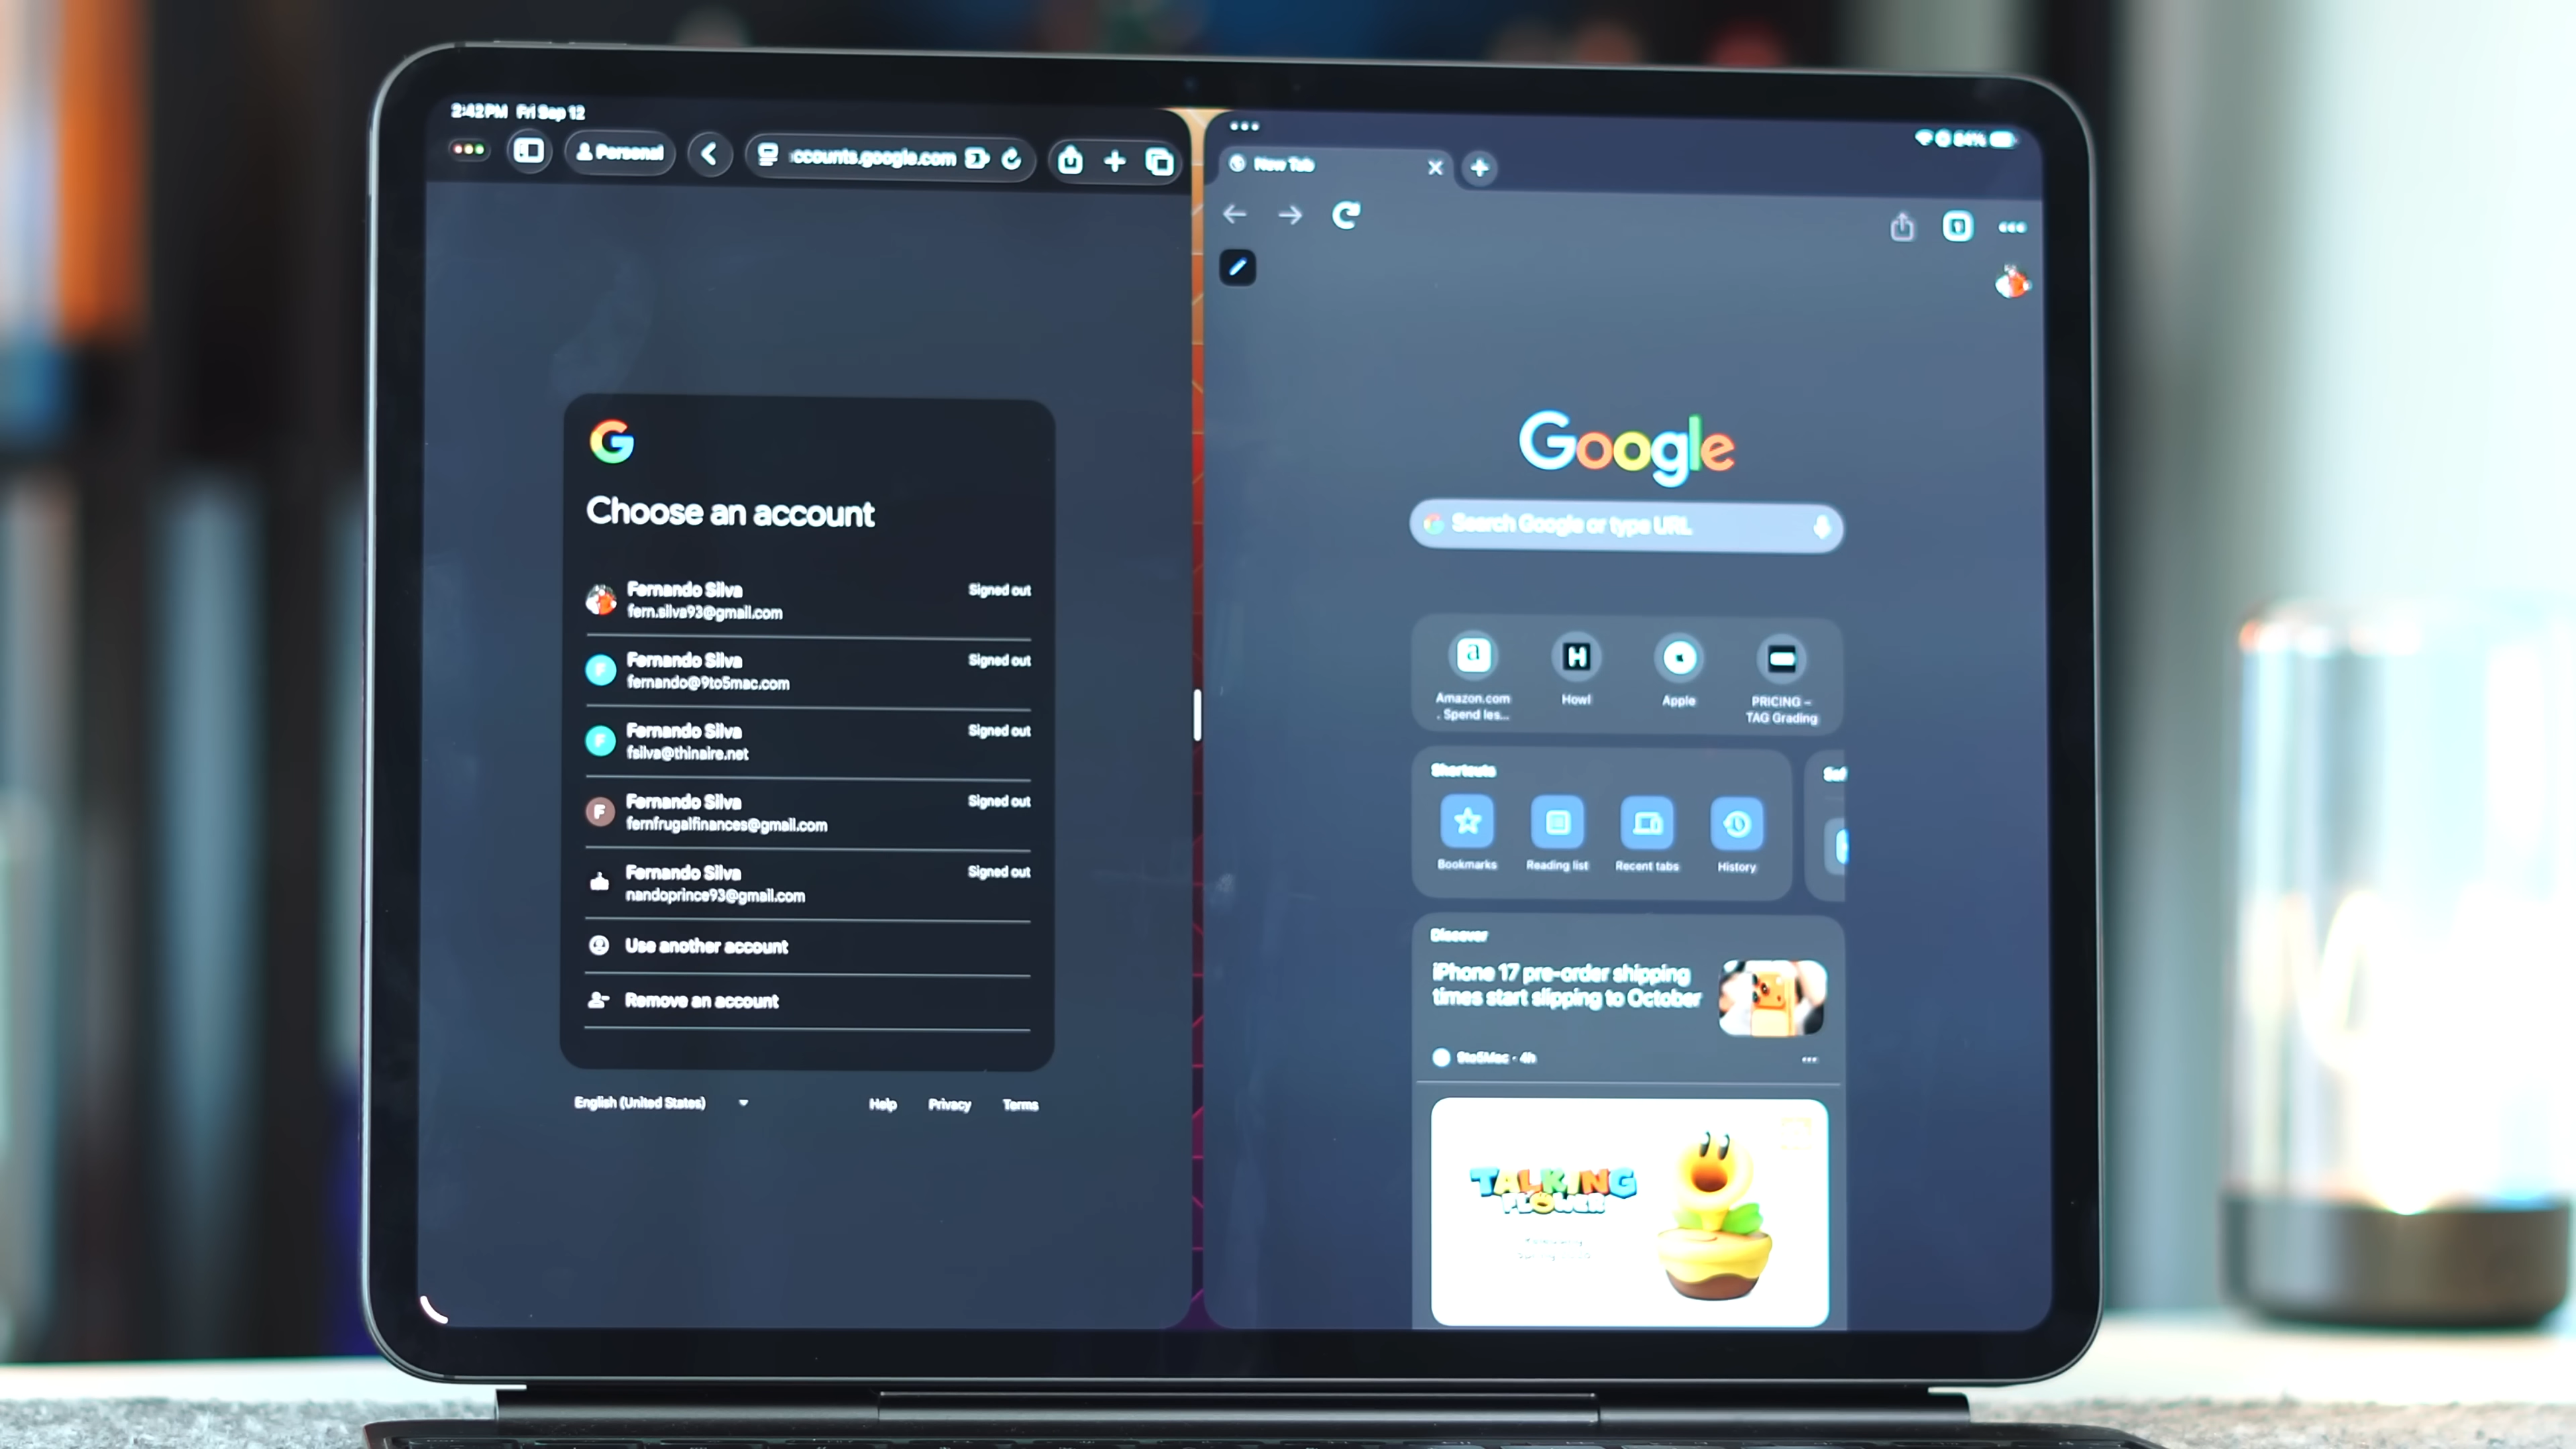 2:42PM Fri Sep 12
Personal
ccounts.google.com
G
Choose an account
Fernando Silva
fern.silva93@gmail.com
Signed out
F
Fernando Silva
fernando@9to5mac.com
Signed out
F
Fernando Silva
fsilva@thinaire.net
Signed out
F
Fernando Silva
fernfrugalfinances@gmail.com
Signed out
Fernando Silva
nandoprince93@gmail.com
Signed out
Use another account
Remove an account
English (United States)
Help Privacy Terms
84%
New Tab
Google
Search Google or type URL
a
H
Amazon.com
. Spend les...
Howl
Apple
PRICING –
TAG Grading
Shortcuts
Bookmarks
Reading list
Recent tabs
History
Saf
Discover
iPhone 17 pre-order shipping
times start slipping to October
9to5Mac · 4h
TALKING
FLOWER